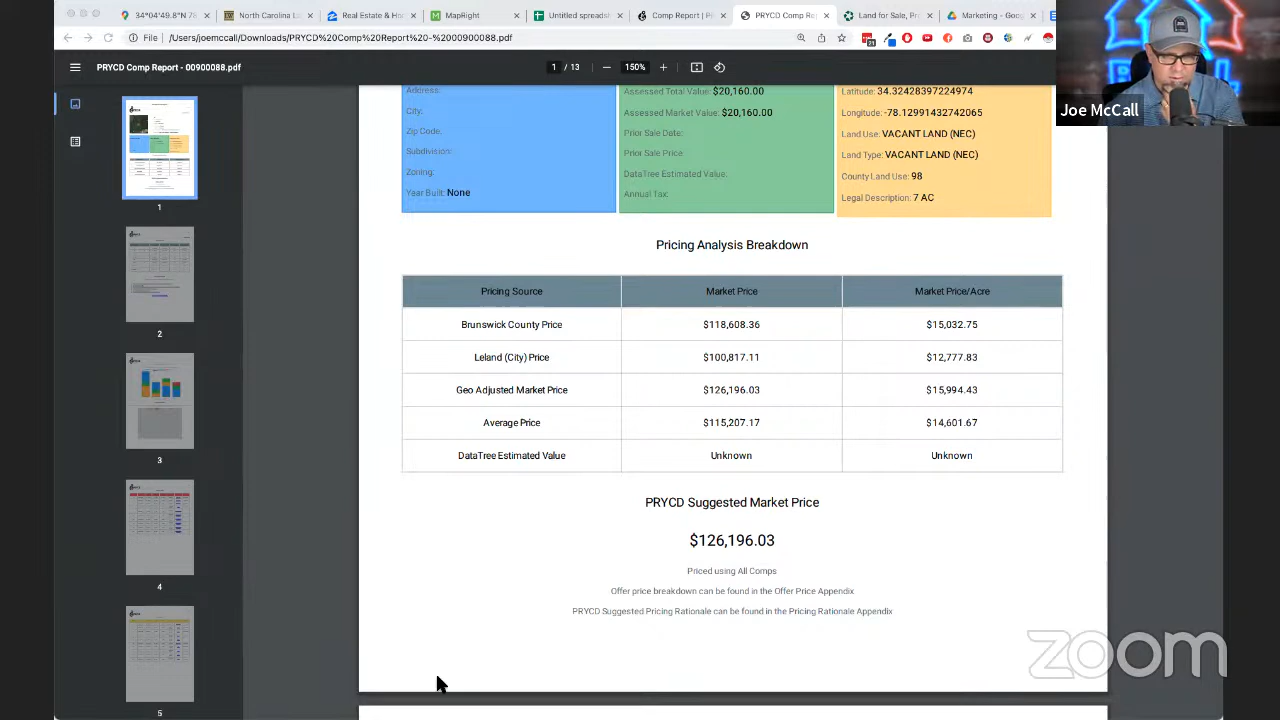 34°04'49.8"N 78
North Carolina La
Real Estate & Ho
MapRight
Untitled spreadsh
Comp Report | PR
PRYCD Comp Re
Land for Sale, Pro
Marketing - Goog
File
/Users/joemccall/Downloads/PRYCD%20Comp%20Report%20-%2000900088.pdf
PRYCD Comp Report - 00900088.pdf
1 / 13
150%
Joe McCall
Address:
City:
Zip Code:
Subdivision:
Zoning:
Year Built: None
Assessed Total Value: $20,160.00
Assessed Market Value: $20,160.00
Prior Sale Date:
Prior Sale Price:
DataTree Estimated Value:
Annual Tax:
Latitude: 34.32428397224974
Longitude: -78.12991432742065
Land Use: VACANT LAND (NEC)
Land Type: VACANT LAND (NEC)
County Land Use: 98
Legal Description: 7 AC
Pricing Analysis Breakdown
Pricing Source Market Price Market Price/Acre
Brunswick County Price $118,608.36 $15,032.75
Leland (City) Price $100,817.11 $12,777.83
Geo Adjusted Market Price $126,196.03 $15,994.43
Average Price $115,207.17 $14,601.67
DataTree Estimated Value Unknown Unknown
PRYCD Suggested Market Price
$126,196.03
Priced using All Comps
Offer price breakdown can be found in the Offer Price Appendix
PRYCD Suggested Pricing Rationale can be found in the Pricing Rationale Appendix
1
2
3
4
5
zoom